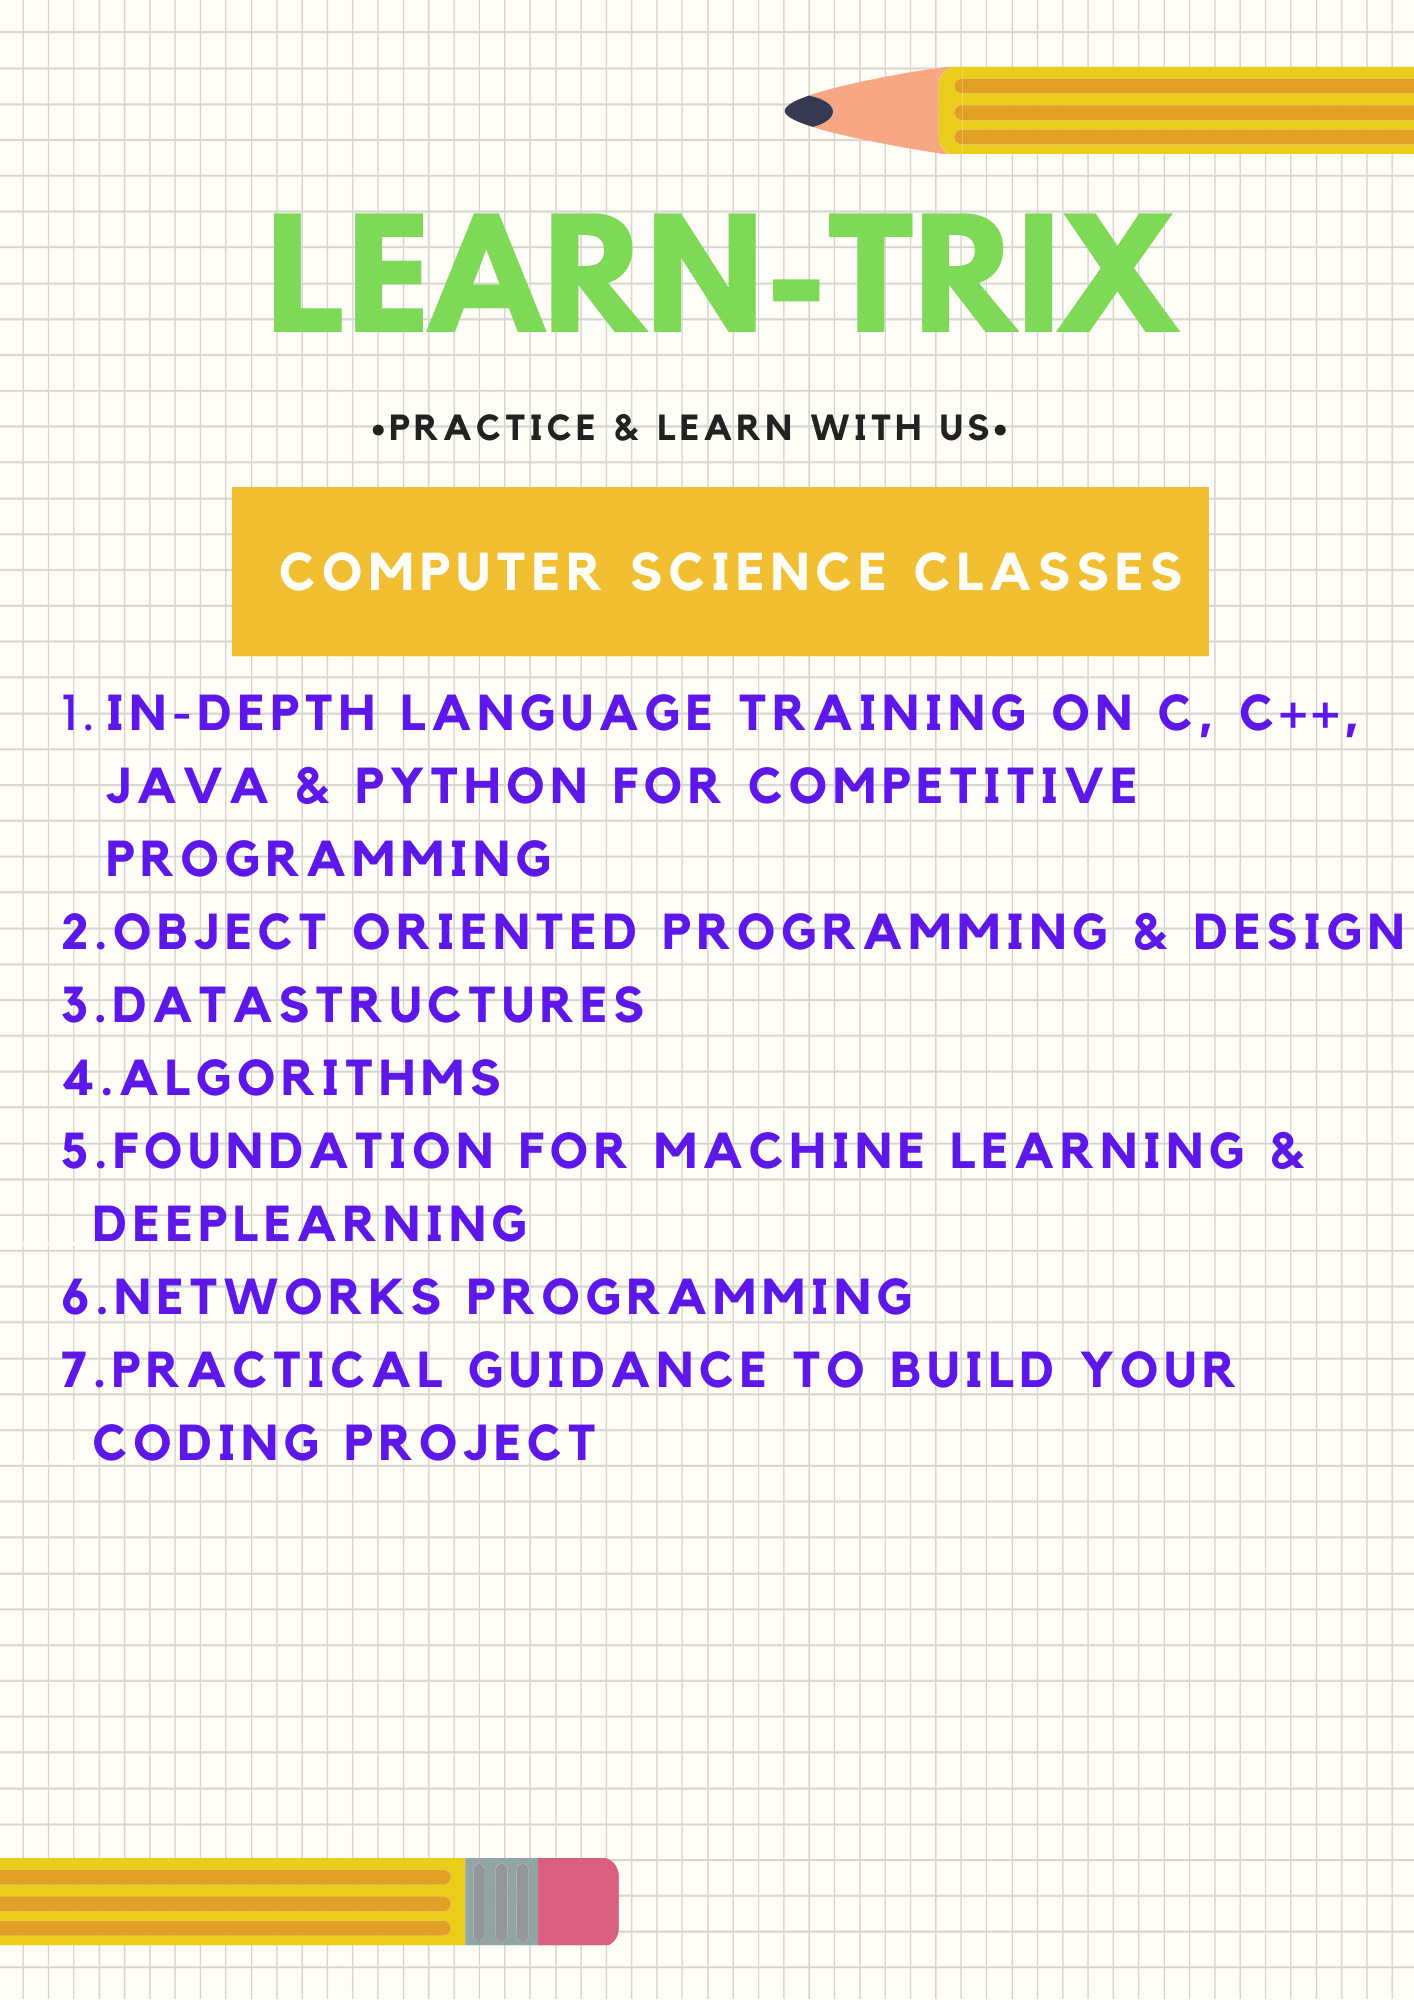 LEARN-TRIX
•PRACTICE & LEARN WITH US•
COMPUTER SCIENCE CLASSES
1. IN-DEPTH LANGUAGE TRAINING ON C, C++,
JAVA & PYTHON FOR COMPETITIVE
PROGRAMMING
2.OBJECT ORIENTED PROGRAMMING & DESIGN
3.DATASTRUCTURES
4.ALGORITHMS
5.FOUNDATION FOR MACHINE LEARNING &
DEEPLEARNING
6.NETWORKS PROGRAMMING
7.PRACTICAL GUIDANCE TO BUILD YOUR
CODING PROJECT